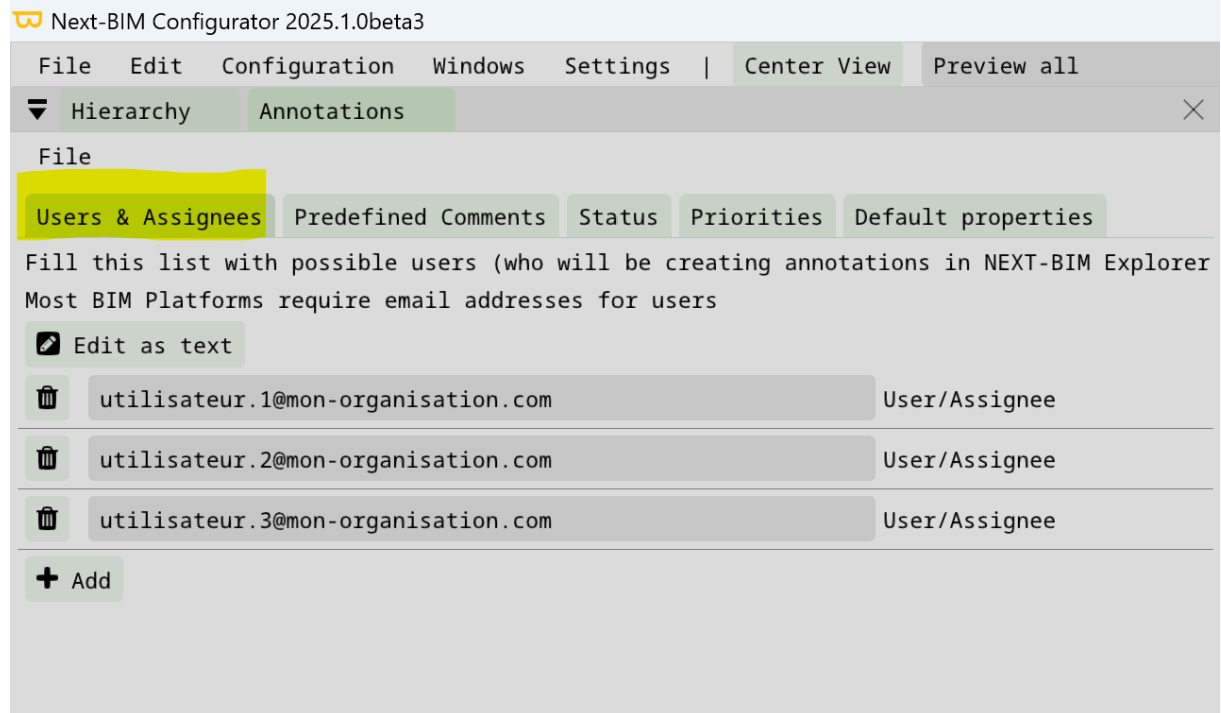 Next-BIM Configurator 2025.1.0beta3
File Edit Configuration Windows Settings | Center View Preview all
Hierarchy Annotations
File
Users & Assignees Predefined Comments Status Priorities Default properties
Fill this list with possible users (who will be creating annotations in NEXT-BIM Explorer
Most BIM Platforms require email addresses for users
Edit as text
utilisateur.1@mon-organisation.com User/Assignee
utilisateur.2@mon-organisation.com User/Assignee
utilisateur.3@mon-organisation.com User/Assignee
Add